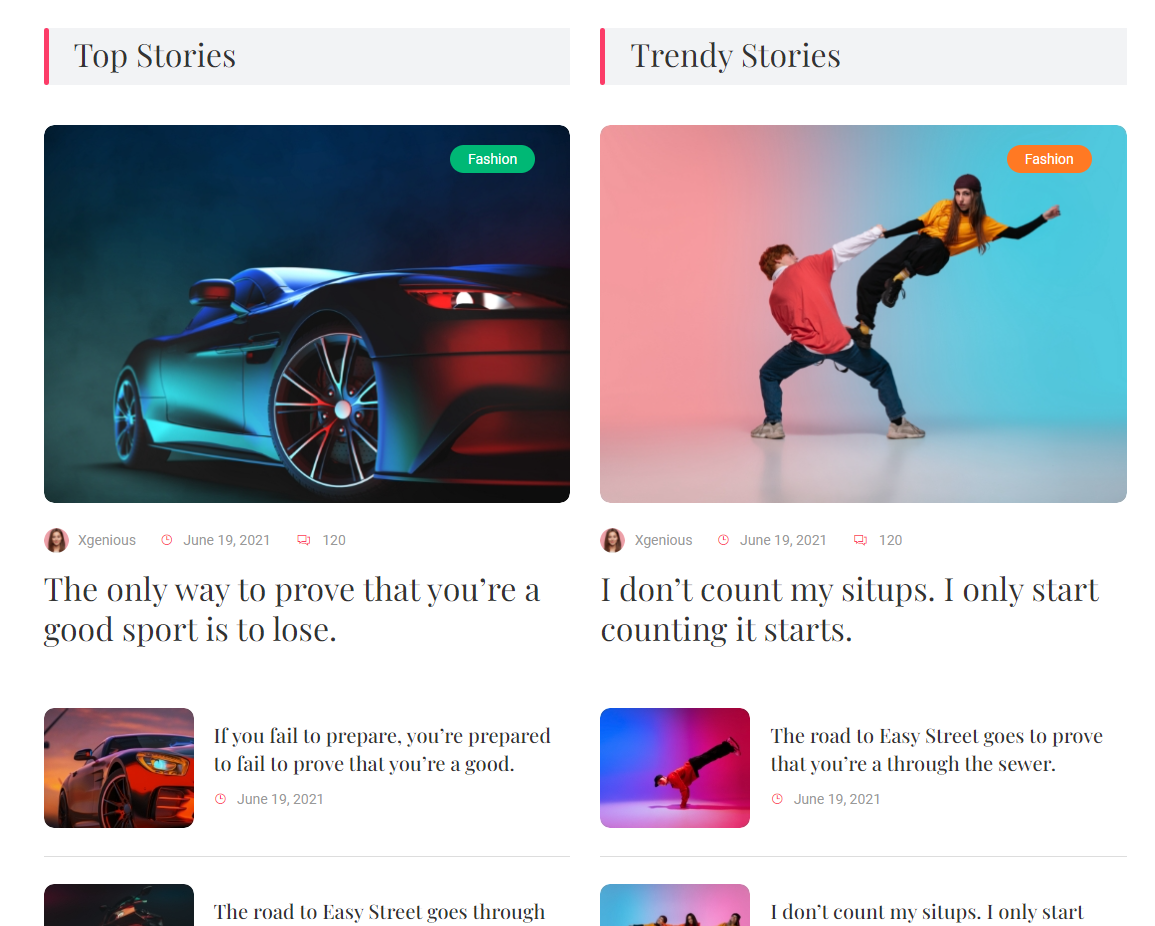 Top Stories
Fashion
Xgenious June 19, 2021 120
The only way to prove that you’re a
good sport is to lose.
If you fail to prepare, you’re prepared
to fail to prove that you’re a good.
June 19, 2021
The road to Easy Street goes through
Trendy Stories
Fashion
Xgenious June 19, 2021 120
I don’t count my situps. I only start
counting it starts.
The road to Easy Street goes to prove
that you’re a through the sewer.
June 19, 2021
I don’t count my situps. I only start